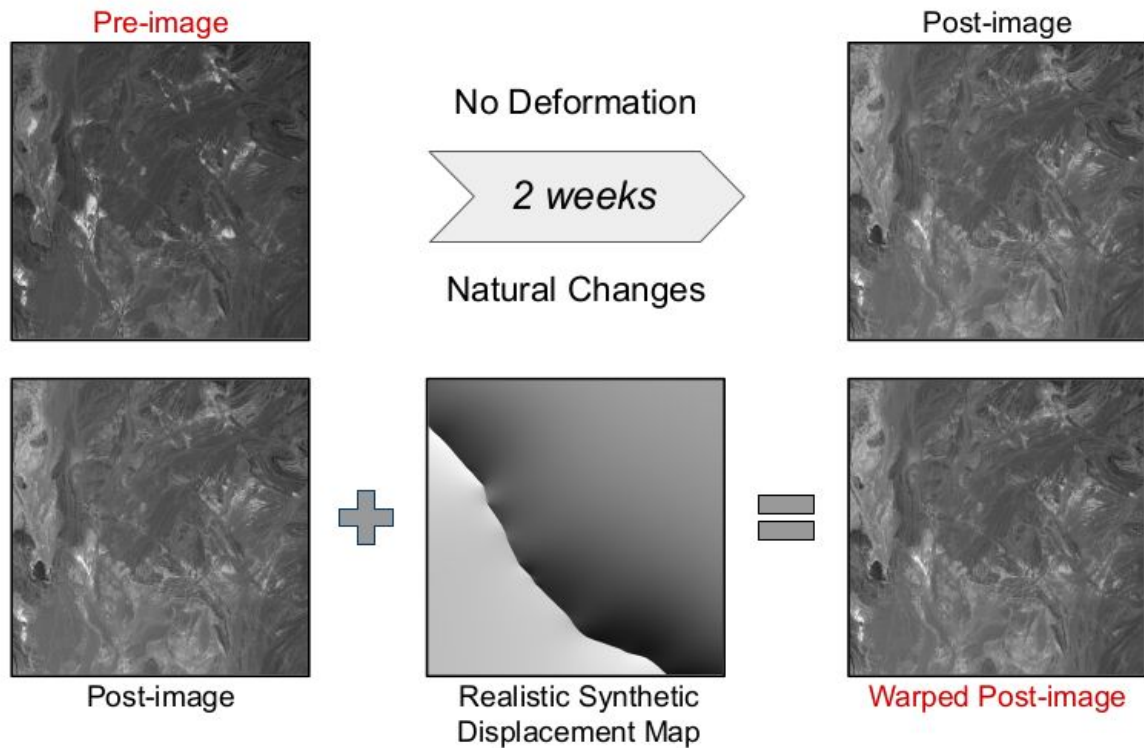 Pre-image
Post-image
No Deformation
2 weeks
Natural Changes
Post-image
Realistic Synthetic
Displacement Map
Warped Post-image